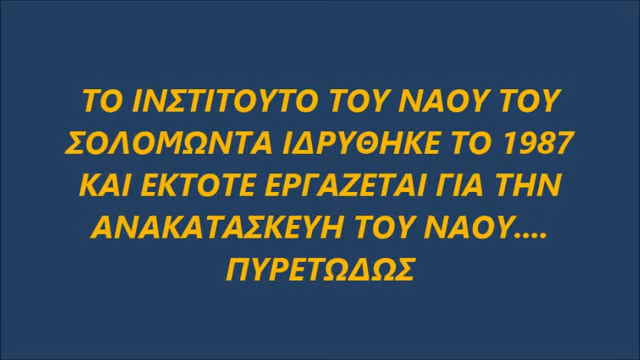 ΤΟ ΙΝΣΤΙΤΟΥΤΟ ΤΟΥ ΝΑΟΥ ΤΟΥ
ΣΟΛΟΜΩΝΤΑ ΙΔΡΥΘΗΚΕ ΤΟ 1987
ΚΑΙ ΕΚΤΟΤΕ ΕΡΓΑΖΕΤΑΙ ΓΙΑ ΤΗΝ
ΑΝΑΚΑΤΑΣΚΕΥΗ ΤΟΥ ΝΑΟΥ....
ΠΥΡΕΤΩΔΩΣ